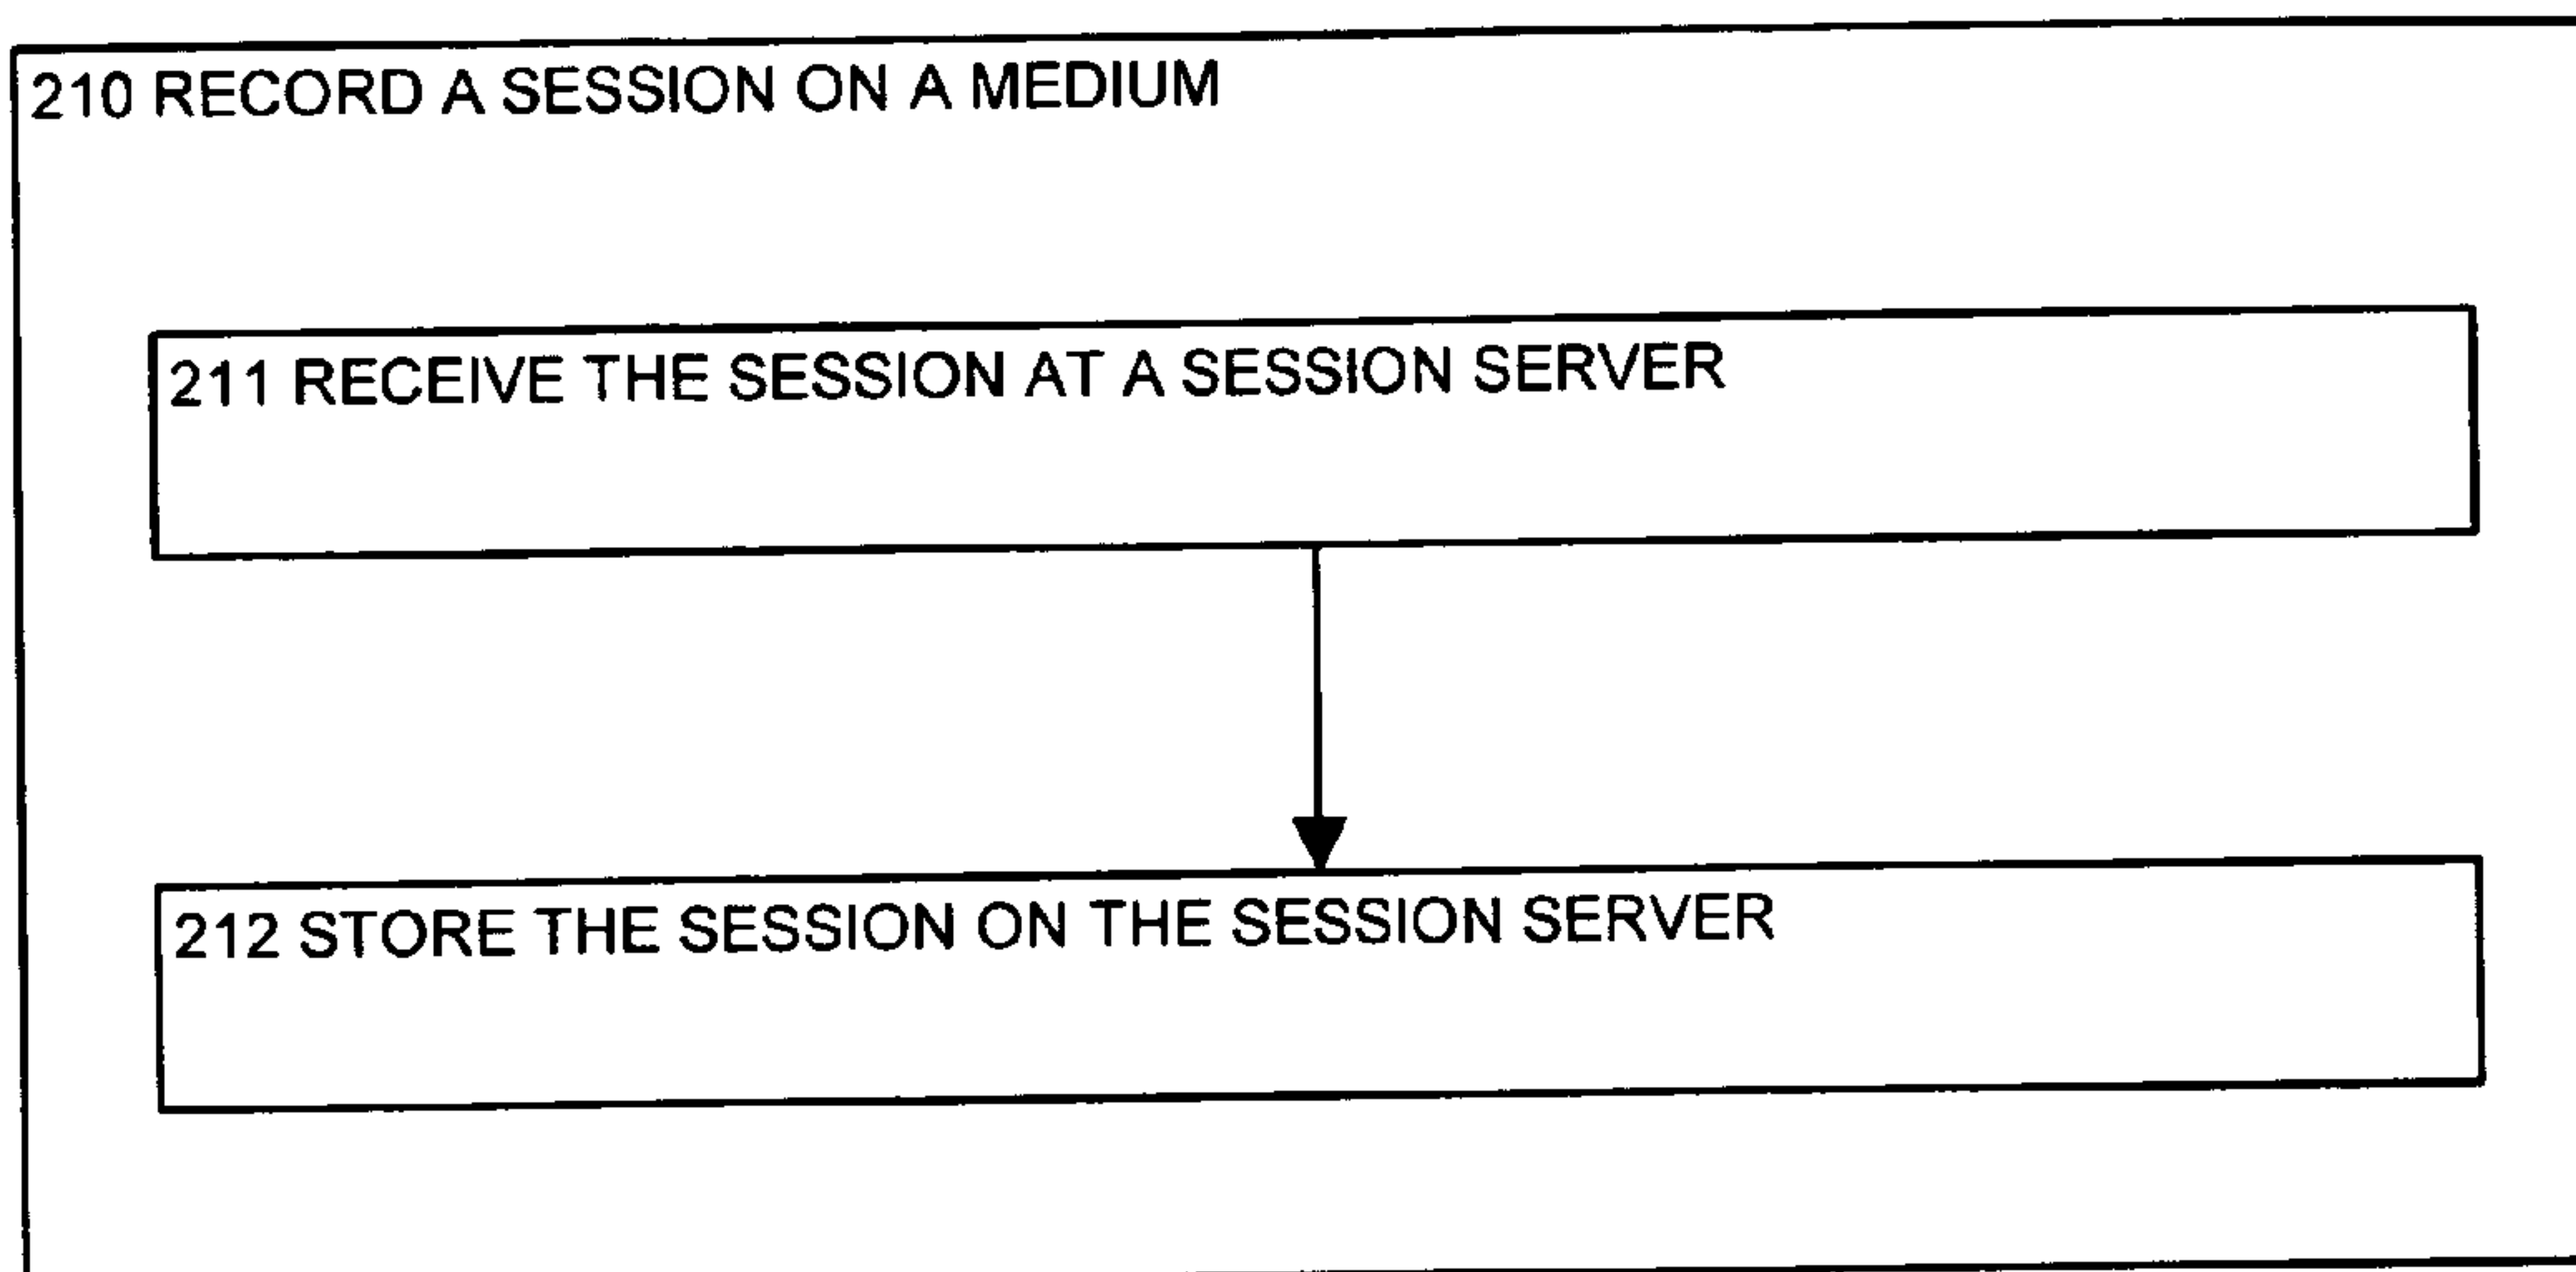 210 RECORD A SESSION ON A MEDIUM
211 RECEIVE THE SESSION AT A SESSION SERVER
212 STORE THE SESSION ON THE SESSION SERVER